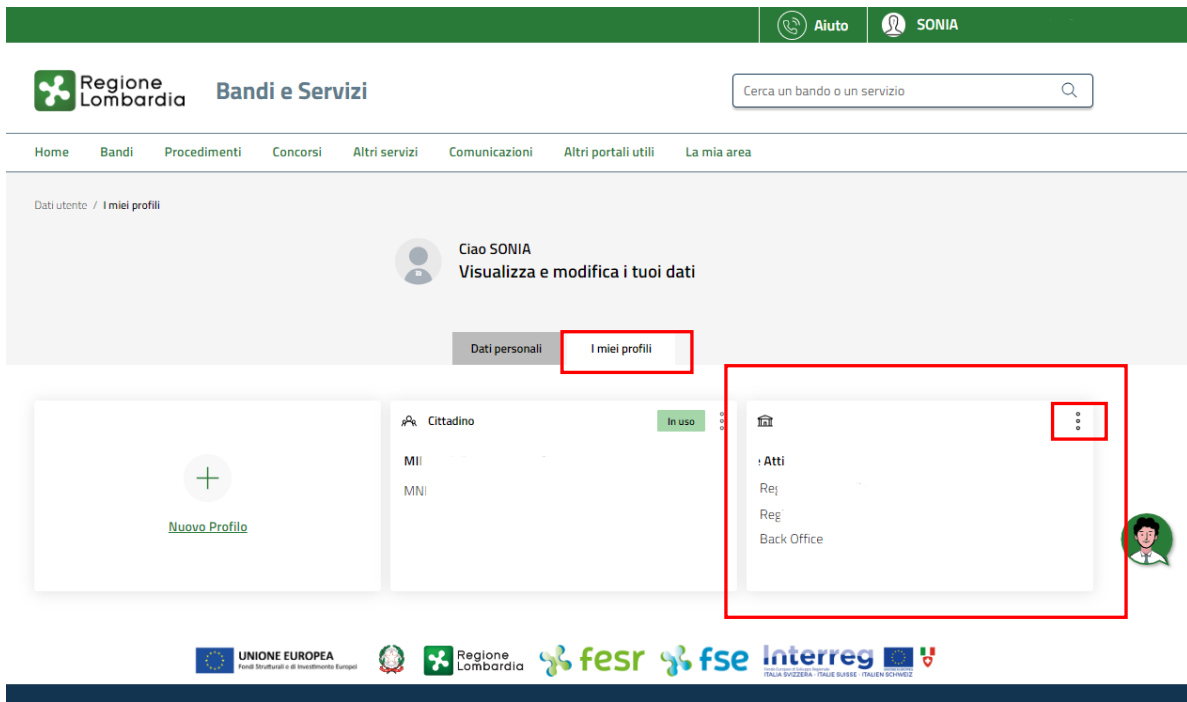 Aiuto
SONIA
Regione
Lombardia
Bandi e Servizi
Cerca un bando o un servizio
Home Bandi Procedimenti Concorsi Altri servizi Comunicazioni Altri portali utili La mia area
Dati utente / I miei profili
Ciao SONIA
Visualizza e modifica i tuoi dati
Dati personali I miei profili
Nuovo Profilo
Cittadino
In uso
MNI
Atti
Reg
Back Office
UNIONE EUROPEA
Fondi Strutturali e di Investimento Europei
Regione
Lombardia
fesr
fse
Interreg
ITALIA SVIZZERA - ITALIE SUISSE - ITALIEN SCHWEIZ